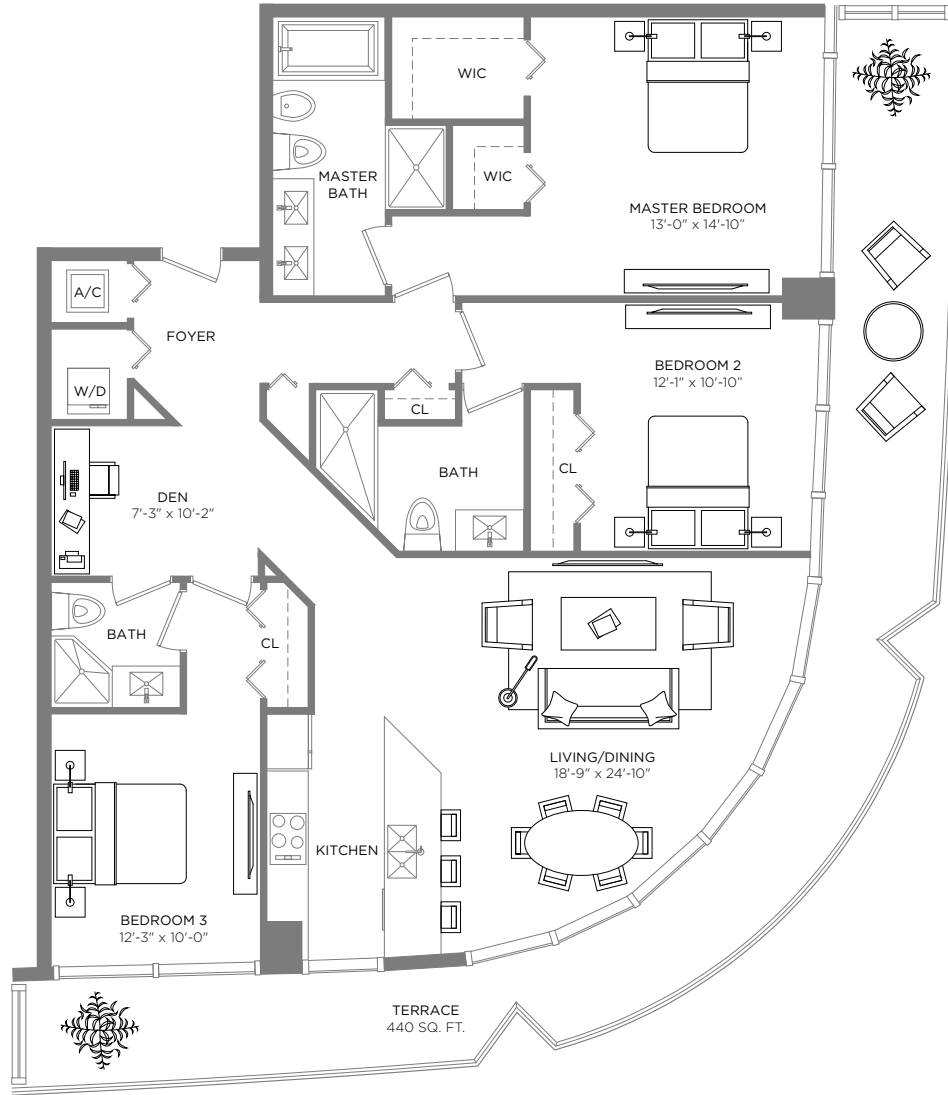 WIC
WIC
MASTER
BATH
MASTER BEDROOM
13'-0" x 14'-10"
A/C
FOYER
W/D
BEDROOM 2
12'-1" x 10'-10"
CL
BATH
CL
DEN
7'-3" x 10'-2"
BATH
CL
LIVING/DINING
18'-9" x 24'-10"
KITCHEN
BEDROOM 3
12'-3" x 10'-0"
TERRACE
440 SQ. FT.